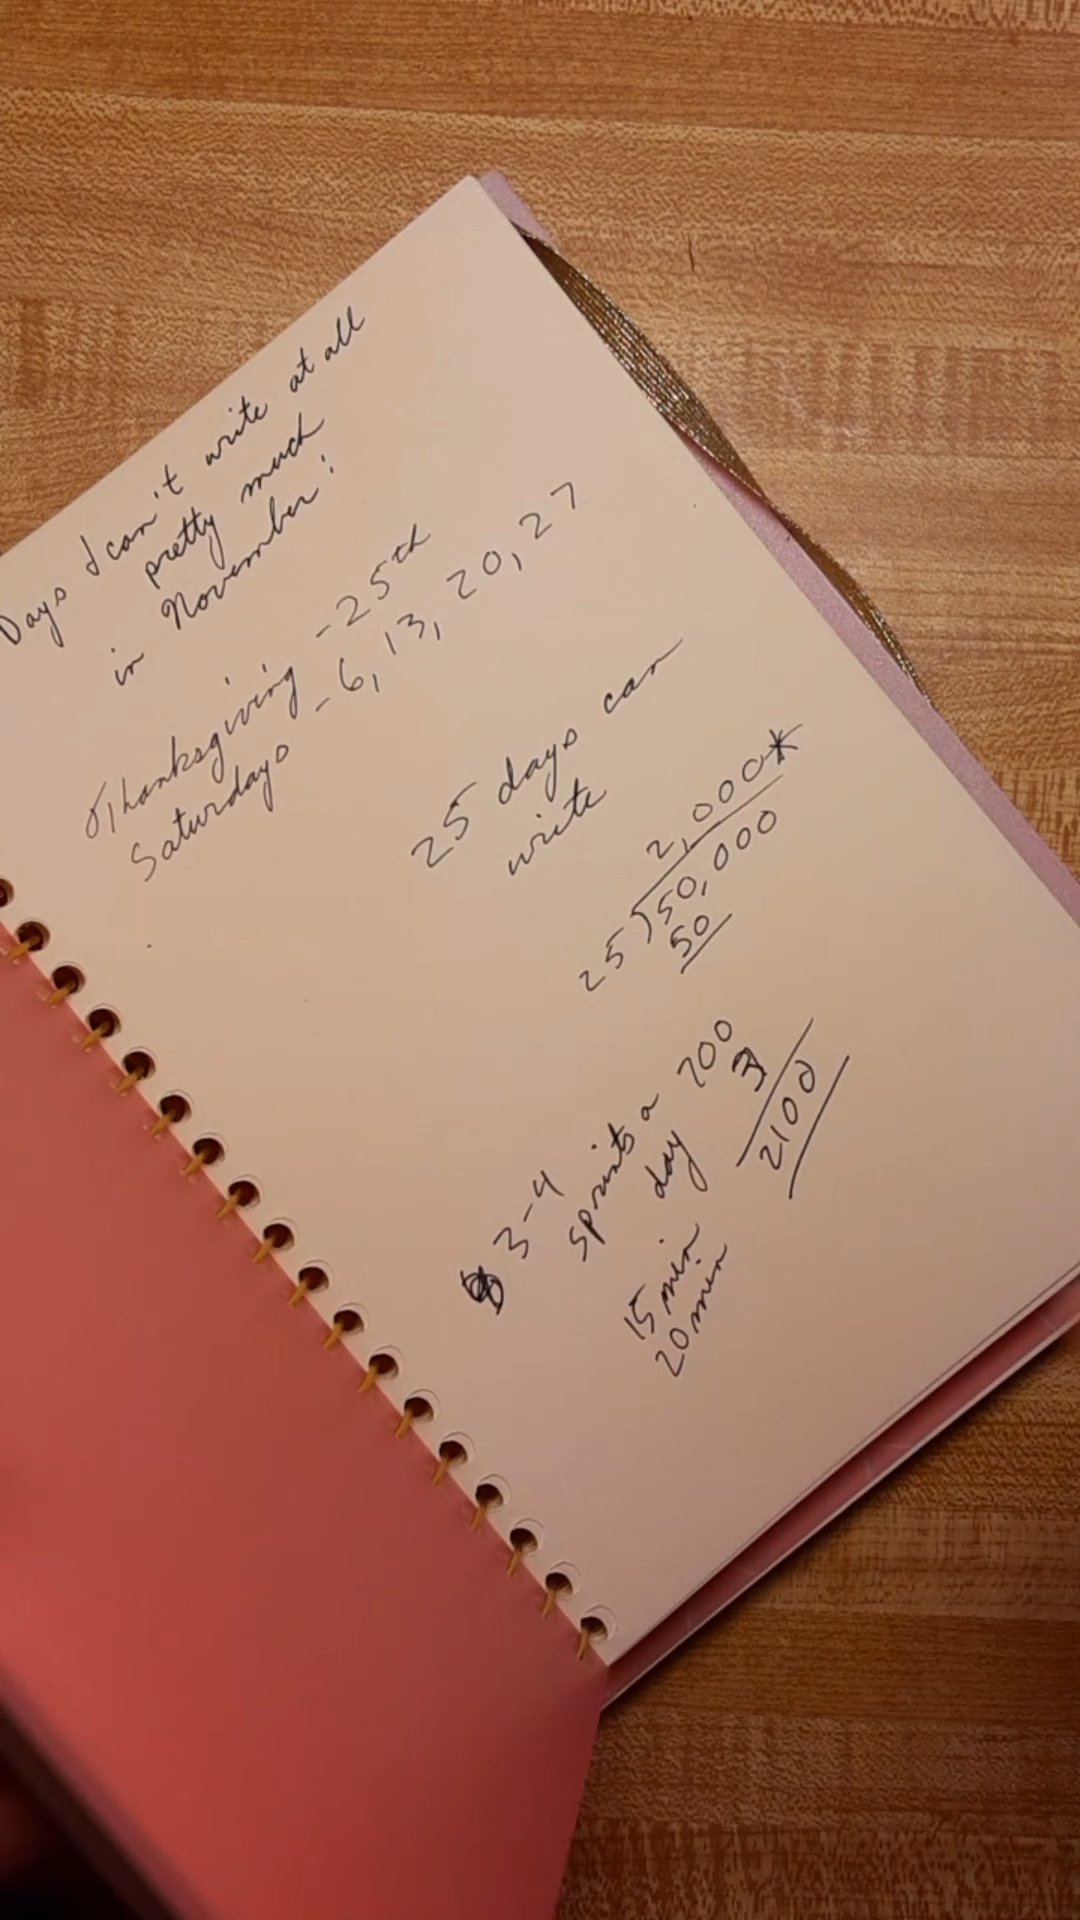 Days I can't write at all
pretty much
in November:
Thanksgiving - 25th
Saturdays - 6, 13, 20, 27
25 days can
write
2,000*
25)50,000
50
3-4
sprints a
day
700
3
2100
15 min
20 min